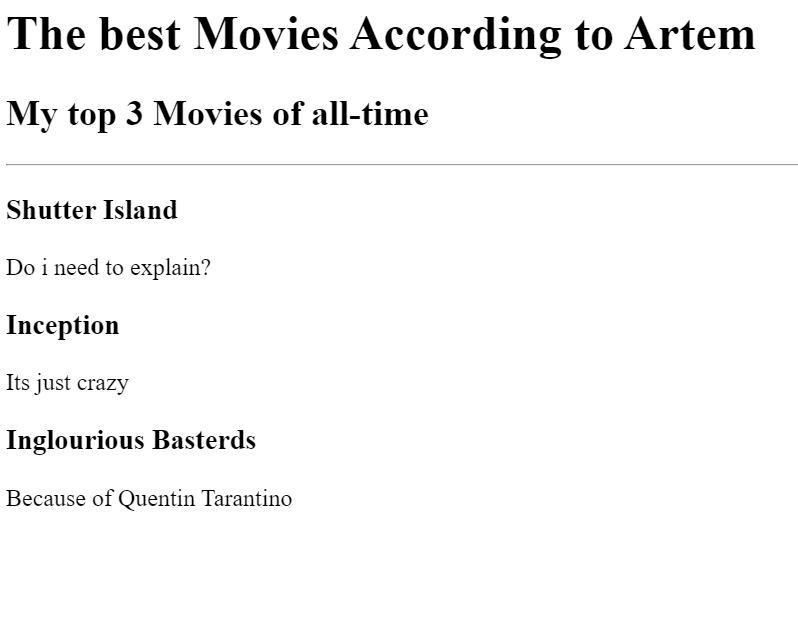 The best Movies According to Artem
My top 3 Movies of all-time
Shutter Island
Do i need to explain?
Inception
Its just crazy
Inglourious Basterds
Because of Quentin Tarantino